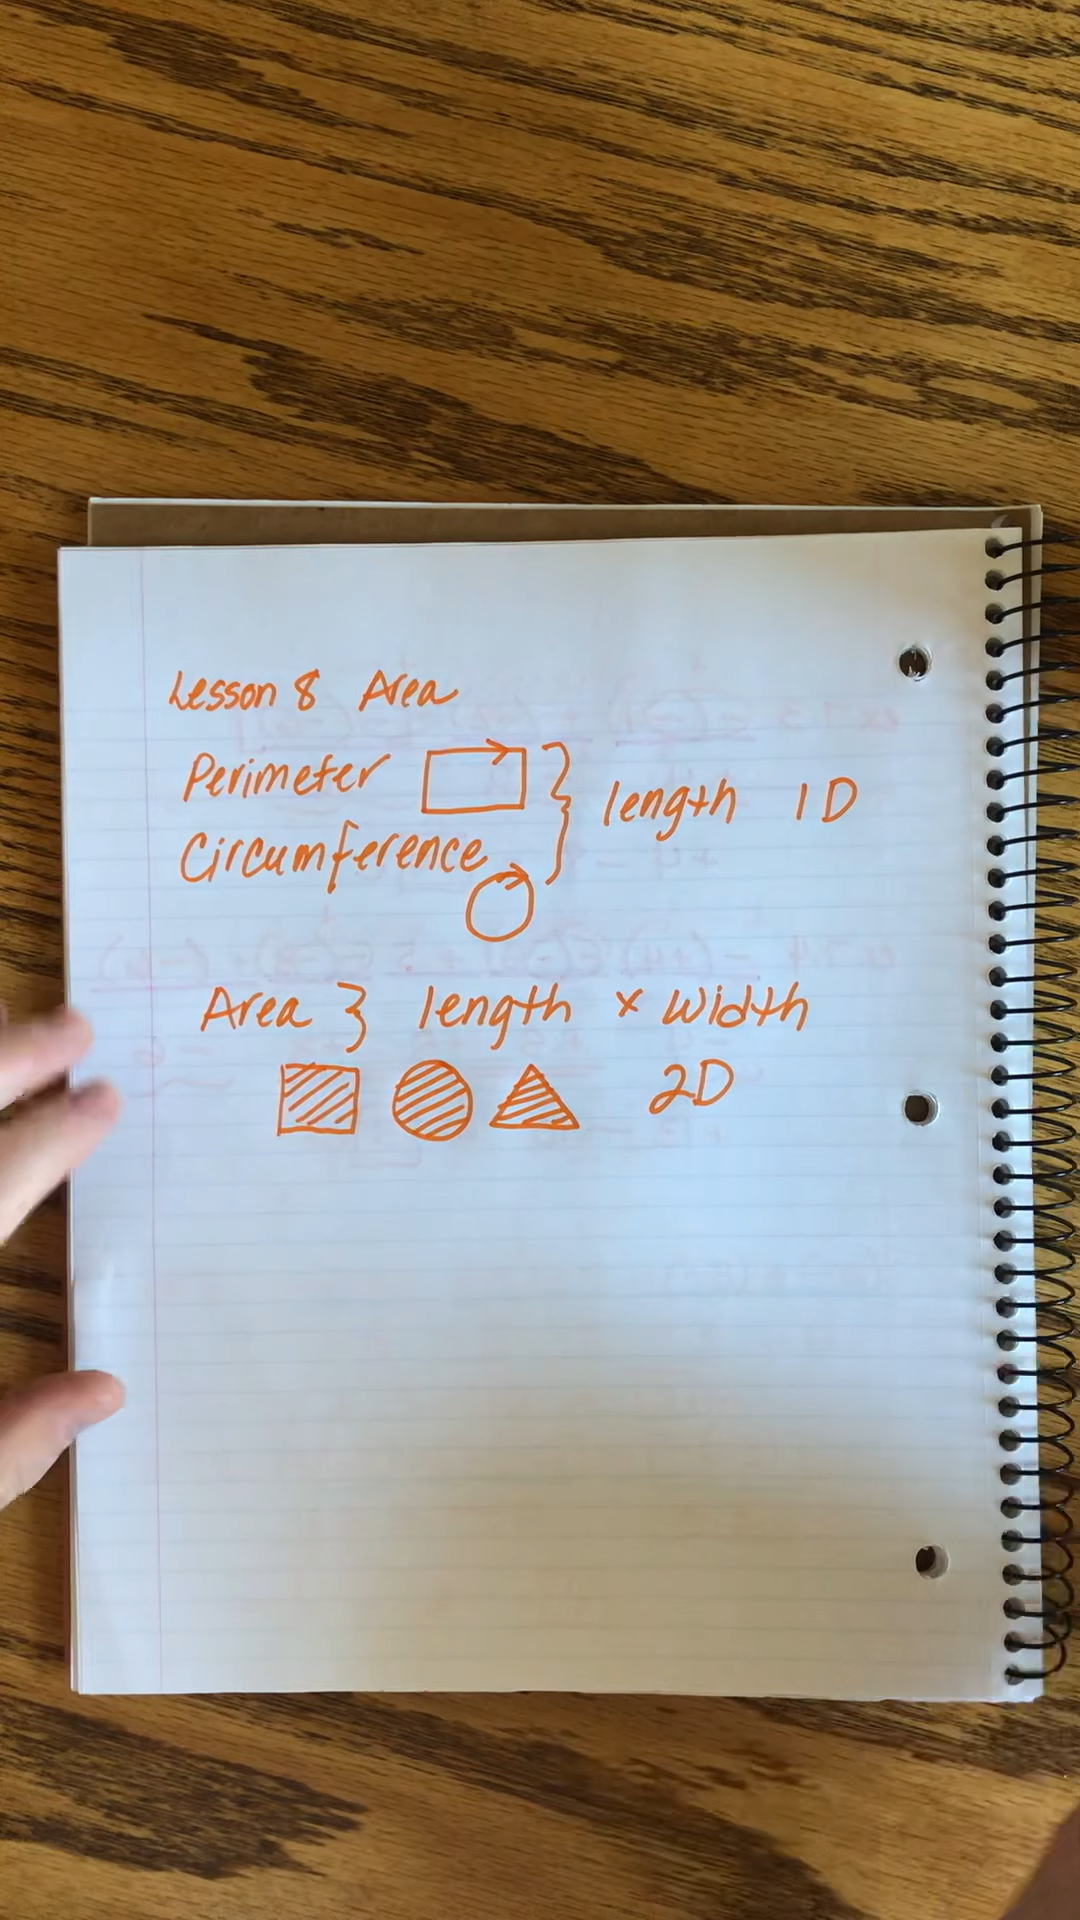 Lesson 8 Area
Perimeter
Circumference
length 1D
Area } length x width
2D